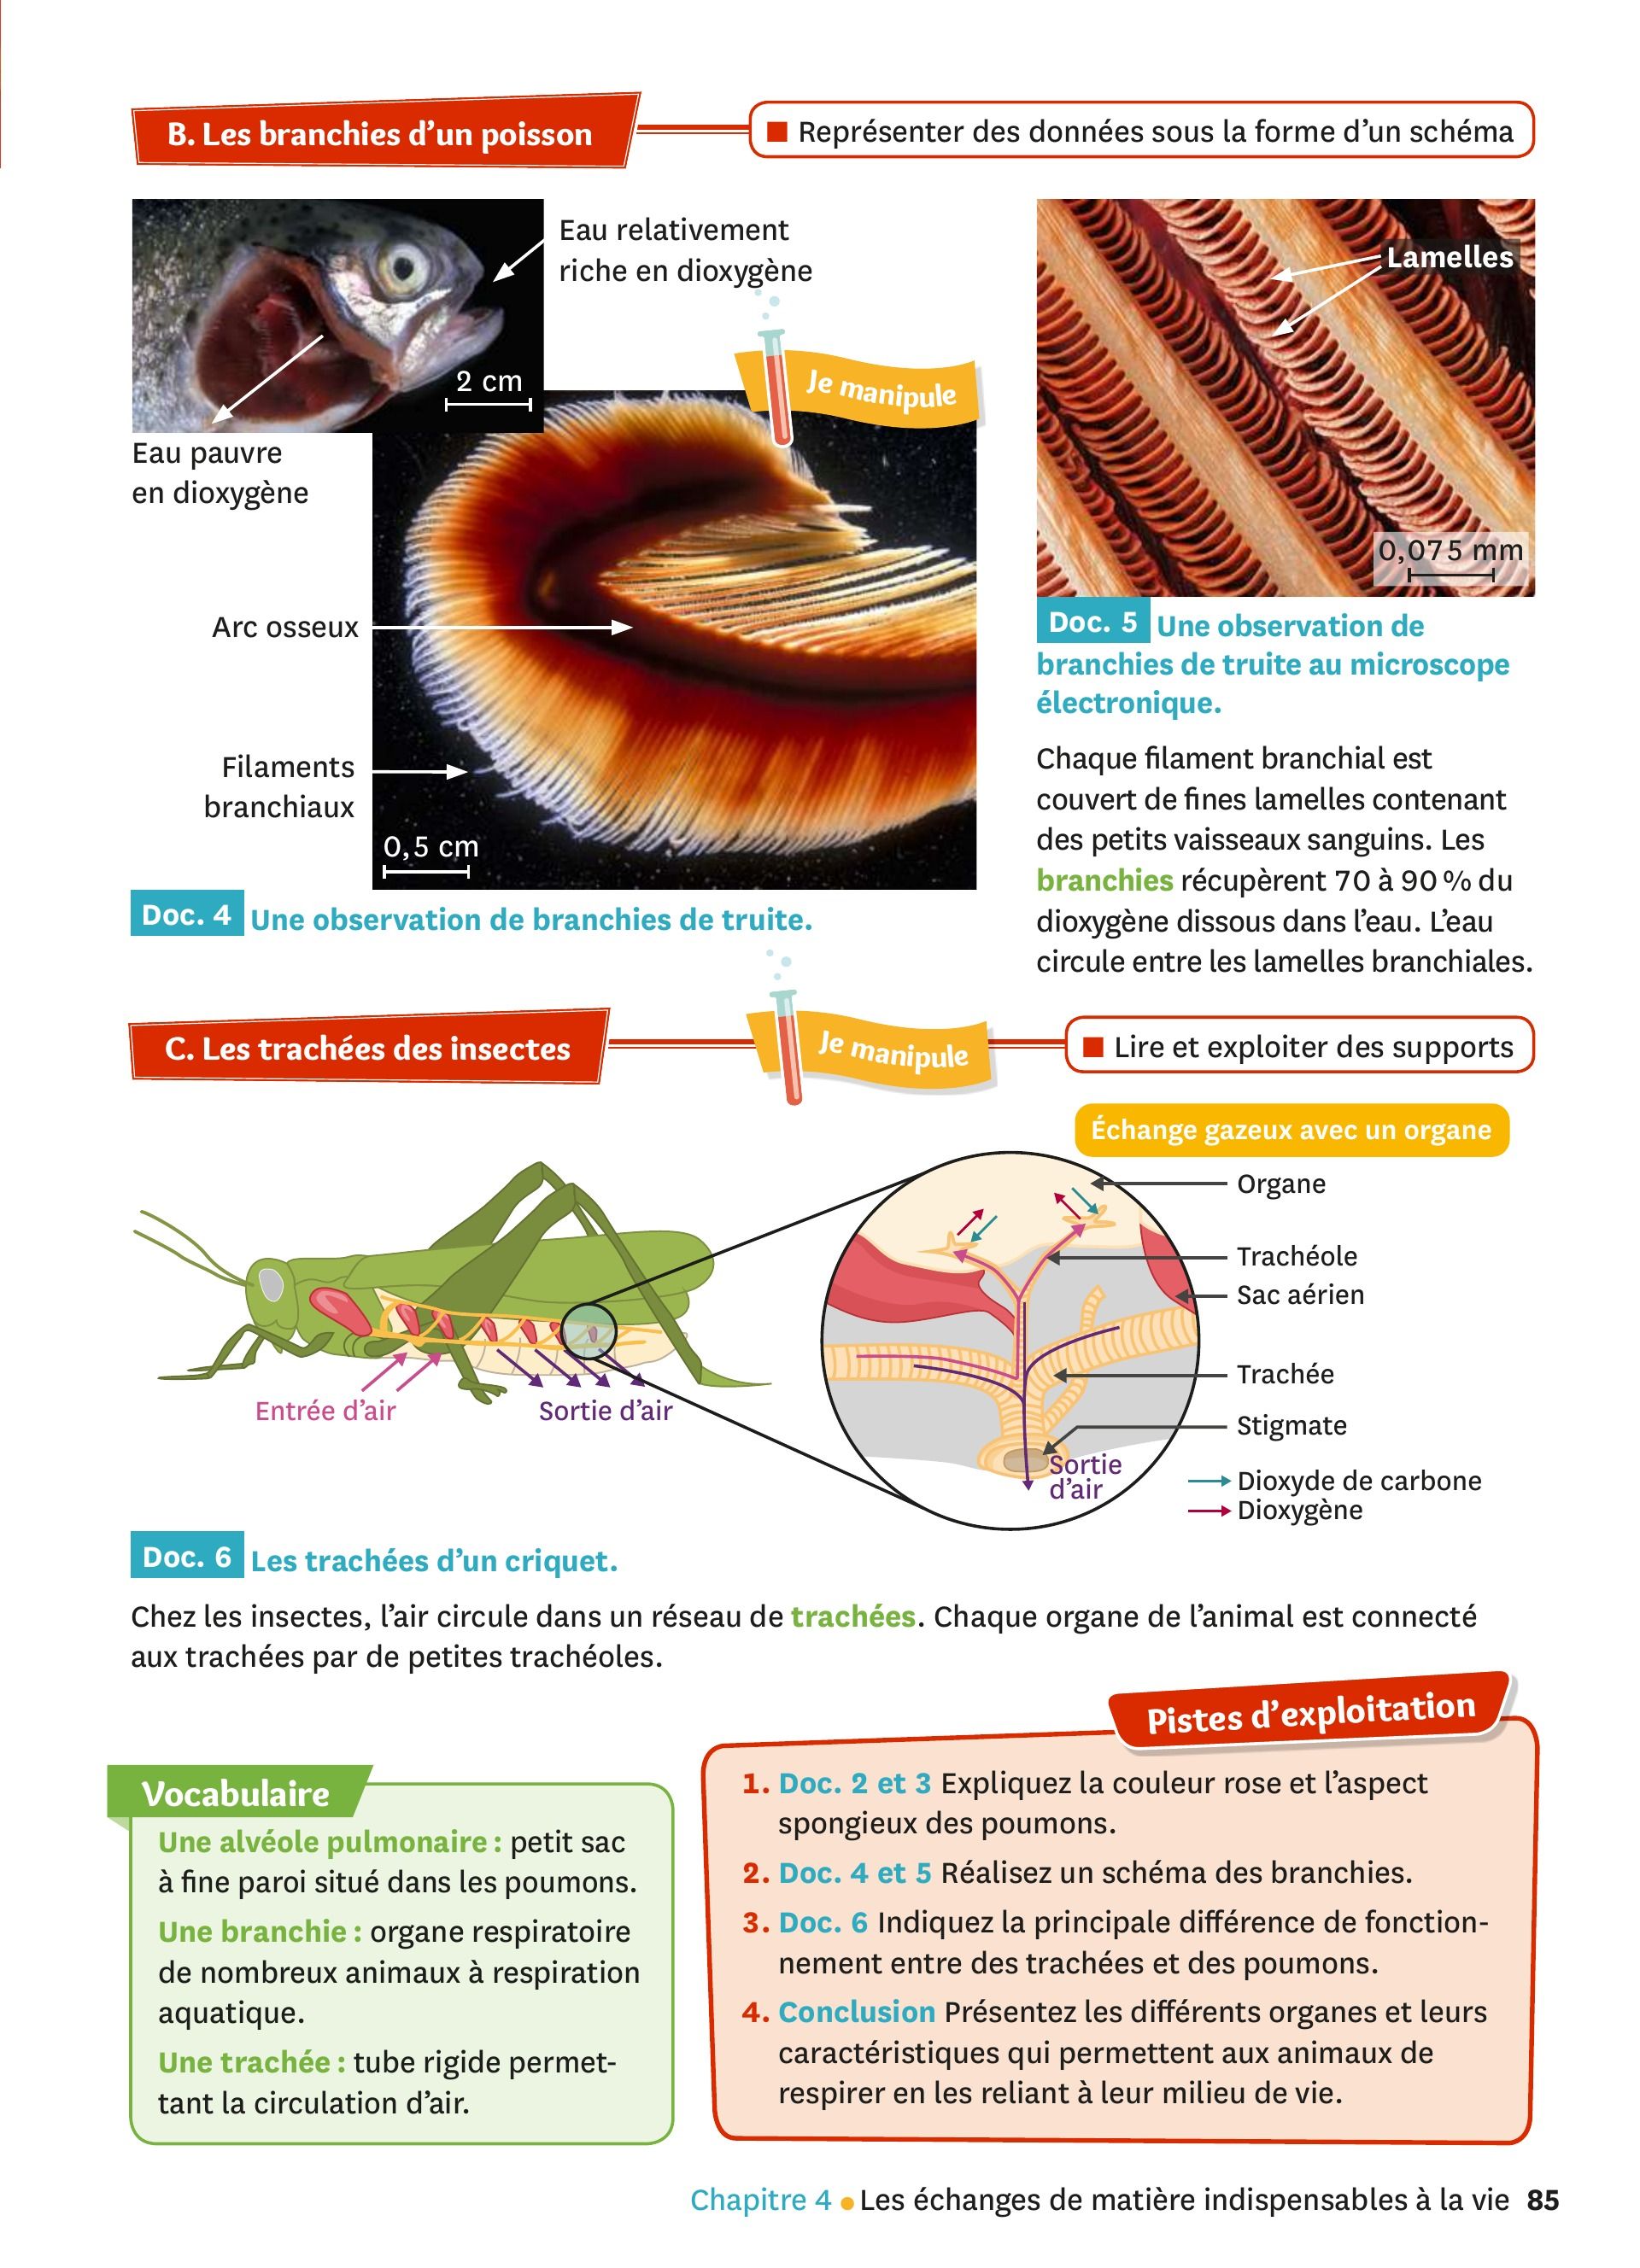 B. Les branchies d'un poisson
■ Représenter des données sous la forme d'un schéma
Eau relativement
riche en dioxygène
2 cm
Eau pauvre
en dioxygène
Je manipule
Arc osseux
Filaments
branchiaux
0,5 cm
Doc. 4 Une observation de branchies de truite.
Lamelles
0,075 mm
Doc. 5 Une observation de
branchies de truite au microscope
électronique.
Chaque filament branchial est
couvert de fines lamelles contenant
des petits vaisseaux sanguins. Les
branchies récupèrent 70 à 90 % du
dioxygène dissous dans l'eau. L'eau
circule entre les lamelles branchiales.
C. Les trachées des insectes
Je manipule
■ Lire et exploiter des supports
Échange gazeux avec un organe
Organe
Trachéole
Sac aérien
Trachée
Stigmate
Entrée d'air
Sortie d'air
Sortie
d'air
Dioxyde de carbone
Dioxygène
Doc. 6 Les trachées d'un criquet.
Chez les insectes, l'air circule dans un réseau de trachées. Chaque organe de l'animal est connecté
aux trachées par de petites trachéoles.
Vocabulaire
Une alvéole pulmonaire : petit sac
à fine paroi situé dans les poumons.
Une branchie : organe respiratoire
de nombreux animaux à respiration
aquatique.
Une trachée : tube rigide permet-
tant la circulation d'air.
Pistes d'exploitation
1. Doc. 2 et 3 Expliquez la couleur rose et l'aspect
spongieux des poumons.
2. Doc. 4 et 5 Réalisez un schéma des branchies.
3. Doc. 6 Indiquez la principale différence de fonction-
nement entre des trachées et des poumons.
4. Conclusion Présentez les différents organes et leurs
caractéristiques qui permettent aux animaux de
respirer en les reliant à leur milieu de vie.
Chapitre 4 ● Les échanges de matière indispensables à la vie 85